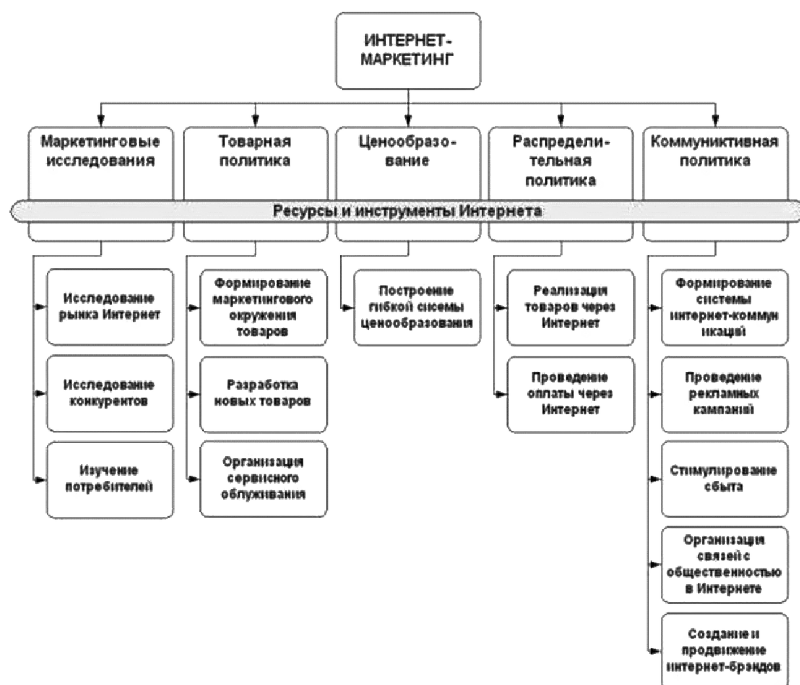 ИНТЕРНЕТ-
МАРКЕТИНГ
Маркетинговые
исследования
Товарная
политика
Ценообразо-
вание
Распредели-
тельная
политика
Коммуниктивная
политика
Ресурсы и инструменты Интернета
Исследование
рынка Интернет
Исследование
конкурентов
Изучение
потребителей
Формирование
маркетингового
окружения
товаров
Разработка
новых товаров
Организация
сервисного
облуживания
Построение
гибкой сисемы
ценообразования
Реализация
товаров через
Интернет
Проведение
оплаты через
Интернет
Формирование
системы
интернет-коммун
икаций
Проведение
рекламных
кампаний
Стимулирование
сбыта
Организация
связей с
общественностью
в Интернете
Создание и
продвижение
интернет-брэндов